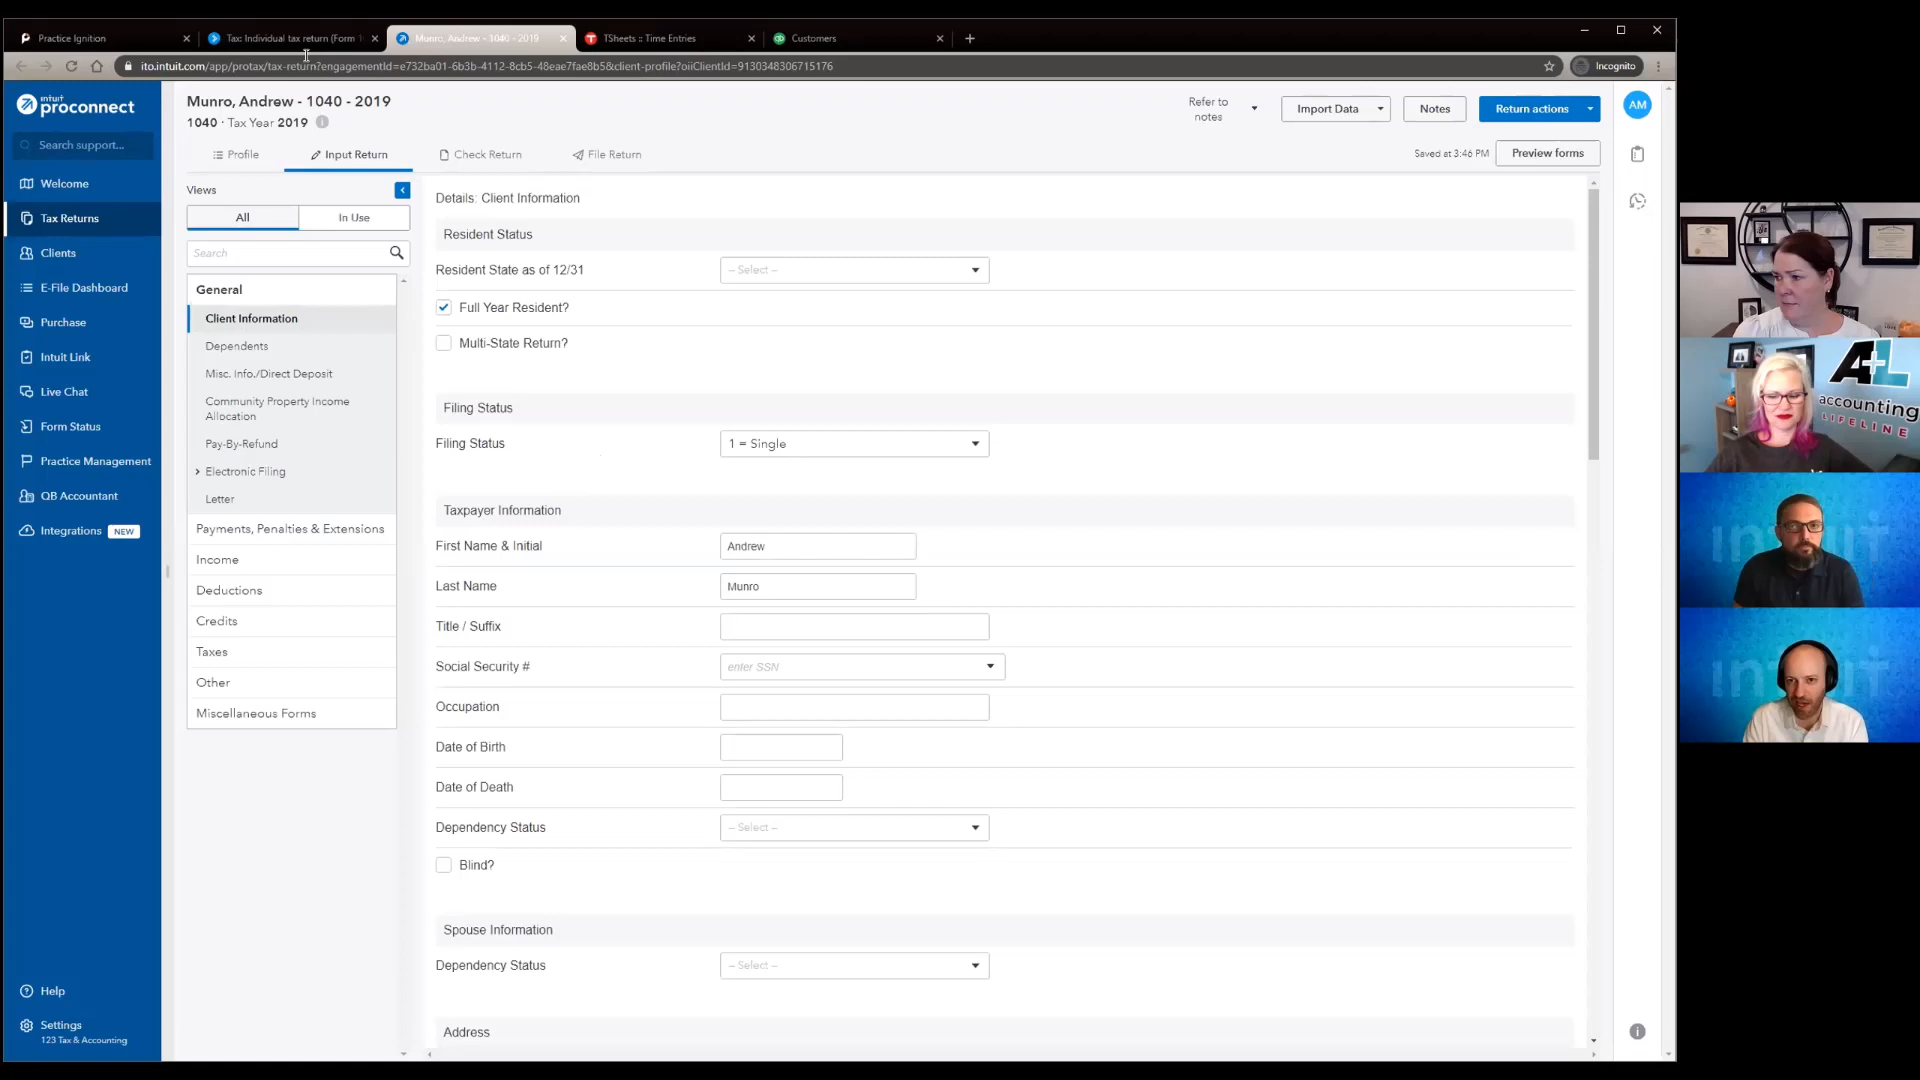 Practice Ignition
Tax: Individual tax return (Form 1
Munro, Andrew - 1040 - 2019
TSheets :: Time Entries
Customers
ito.intuit.com/app/protax/tax-return?engagementId=e732ba01-6b3b-4112-8cb5-48eae7fae8b5&client-profile?oiiClientId=9130348306715176
Incognito
intuit
proconnect
Search support...
Welcome
Tax Returns
Clients
E-File Dashboard
Purchase
Intuit Link
Live Chat
Form Status
Practice Management
QB Accountant
Integrations NEW
Help
Settings
123 Tax & Accounting
Munro, Andrew - 1040 - 2019
1040 · Tax Year 2019
Refer to
notes
Import Data
Notes
Return actions
AM
Profile
Input Return
Check Return
File Return
Saved at 3:46 PM
Preview forms
Views
All
In Use
Search
General
Client Information
Dependents
Misc. Info./Direct Deposit
Community Property Income
Allocation
Pay-By-Refund
Electronic Filing
Letter
Payments, Penalties & Extensions
Income
Deductions
Credits
Taxes
Other
Miscellaneous Forms
Details: Client Information
Resident Status
Resident State as of 12/31
-- Select --
Full Year Resident?
Multi-State Return?
Filing Status
Filing Status
1 = Single
Taxpayer Information
First Name & Initial
Andrew
Last Name
Munro
Title / Suffix
Social Security #
enter SSN
Occupation
Date of Birth
Date of Death
Dependency Status
-- Select --
Blind?
Spouse Information
Dependency Status
-- Select --
Address
A+L
accounting
LIFELINE